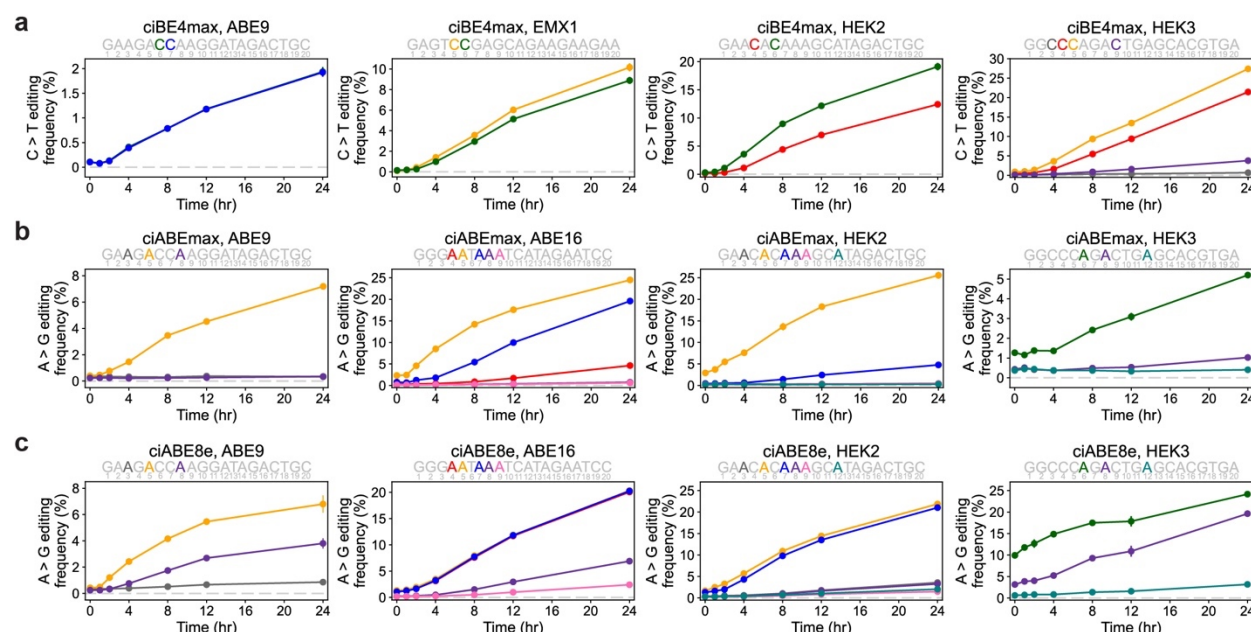 a
ciBE4max, ABE9
GAAGACCAAGGATAGACTGC
1 2 3 4 5 6 7 8 9 10 11 12 13 14 15 16 17 18 19 20
C > T editing
frequency (%)
2
1.5
1
0.5
0
0 4 8 12 16 20 24
Time (hr)
ciBE4max, EMX1
GAGTCCGAGCAGAAGAAGAA
1 2 3 4 5 6 7 8 9 10 11 12 13 14 15 16 17 18 19 20
C > T editing
frequency (%)
10
8
6
4
2
0
0 4 8 12 16 20 24
Time (hr)
ciBE4max, HEK2
GAACACAAAGCATAGACTGC
1 2 3 4 5 6 7 8 9 10 11 12 13 14 15 16 17 18 19 20
C > T editing
frequency (%)
20
15
10
5
0
0 4 8 12 16 20 24
Time (hr)
ciBE4max, HEK3
GGCCCAGACTGAGCACGTGA
1 2 3 4 5 6 7 8 9 10 11 12 13 14 15 16 17 18 19 20
C > T editing
frequency (%)
30
25
20
15
10
5
0
0 4 8 12 16 20 24
Time (hr)
b
ciABEmax, ABE9
GAAGACCAAGGATAGACTGC
1 2 3 4 5 6 7 8 9 10 11 12 13 14 15 16 17 18 19 20
A > G editing
frequency (%)
8
6
4
2
0
0 4 8 12 16 20 24
Time (hr)
ciABEmax, ABE16
GGGAATAAATCATAGAATCC
1 2 3 4 5 6 7 8 9 10 11 12 13 14 15 16 17 18 19 20
A > G editing
frequency (%)
25
20
15
10
5
0
0 4 8 12 16 20 24
Time (hr)
ciABEmax, HEK2
GAACACAAAGCATAGACTGC
1 2 3 4 5 6 7 8 9 10 11 12 13 14 15 16 17 18 19 20
A > G editing
frequency (%)
25
20
15
10
5
0
0 4 8 12 16 20 24
Time (hr)
ciABEmax, HEK3
GGCCCAGACTGAGCACGTGA
1 2 3 4 5 6 7 8 9 10 11 12 13 14 15 16 17 18 19 20
A > G editing
frequency (%)
5
4
3
2
1
0
0 4 8 12 16 20 24
Time (hr)
c
ciABE8e, ABE9
GAAGACCAAGGATAGACTGC
1 2 3 4 5 6 7 8 9 10 11 12 13 14 15 16 17 18 19 20
A > G editing
frequency (%)
8
6
4
2
0
0 4 8 12 16 20 24
Time (hr)
ciABE8e, ABE16
GGGAATAAATCATAGAATCC
1 2 3 4 5 6 7 8 9 10 11 12 13 14 15 16 17 18 19 20
A > G editing
frequency (%)
20
15
10
5
0
0 4 8 12 16 20 24
Time (hr)
ciABE8e, HEK2
GAACACAAAGCATAGACTGC
1 2 3 4 5 6 7 8 9 10 11 12 13 14 15 16 17 18 19 20
A > G editing
frequency (%)
25
20
15
10
5
0
0 4 8 12 16 20 24
Time (hr)
ciABE8e, HEK3
GGCCCAGACTGAGCACGTGA
1 2 3 4 5 6 7 8 9 10 11 12 13 14 15 16 17 18 19 20
A > G editing
frequency (%)
25
20
15
10
5
0
0 4 8 12 16 20 24
Time (hr)